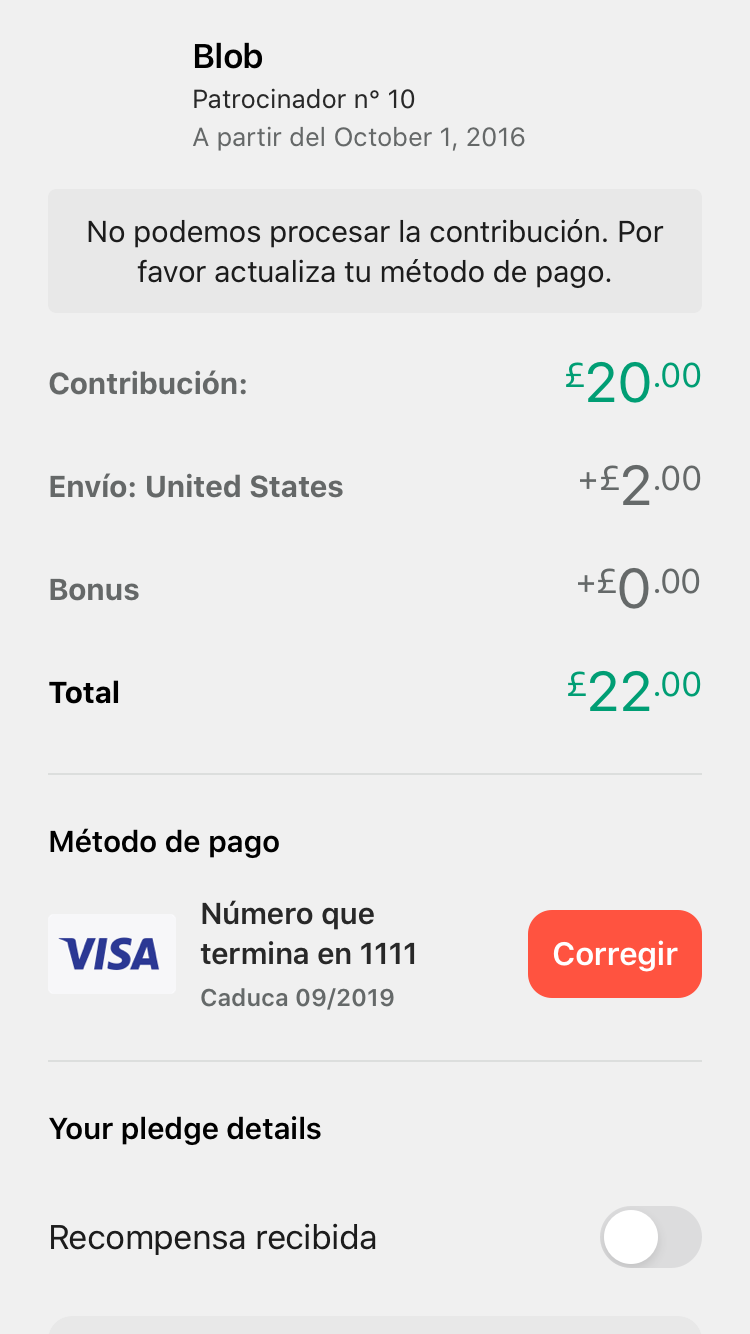 Blob
Patrocinador n° 10
A partir del October 1, 2016
No podemos procesar la contribución. Por
favor actualiza tu método de pago.
Contribución:
£20.00
Envío: United States
+£2.00
Bonus
+£0.00
Total
£22.00
Método de pago
VISA
Número que
termina en 1111
Caduca 09/2019
Corregir
Your pledge details
Recompensa recibida